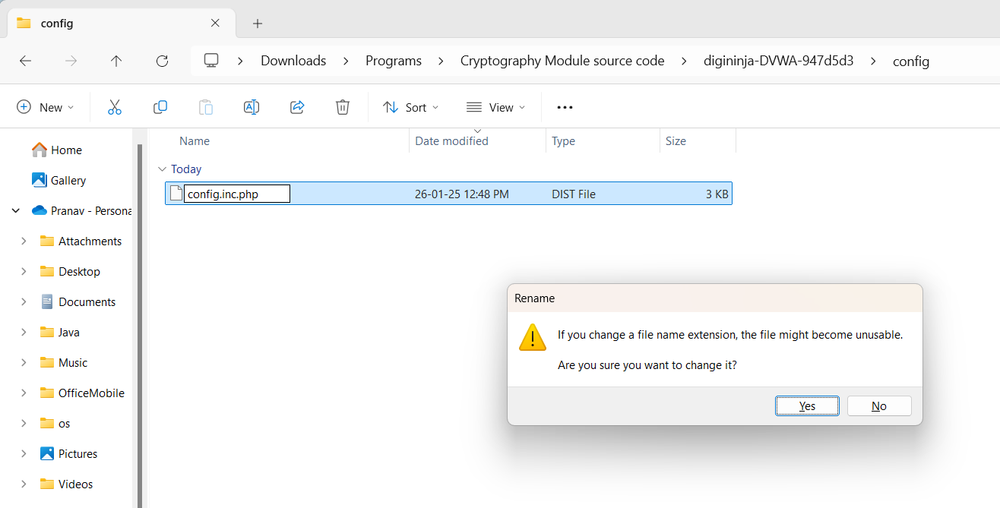 config
Downloads > Programs > Cryptography Module source code > digininja-DVWA-947d5d3 > config
New Sort View
Name Date modified Type Size
Home
Today
Gallery
config.inc.php 26-01-25 12:48 PM DIST File 3 KB
Pranav - Persona
Attachments
Desktop
Documents
Java
Music
OfficeMobile
os
Pictures
Videos
Rename
If you change a file name extension, the file might become unusable.
Are you sure you want to change it?
Yes No